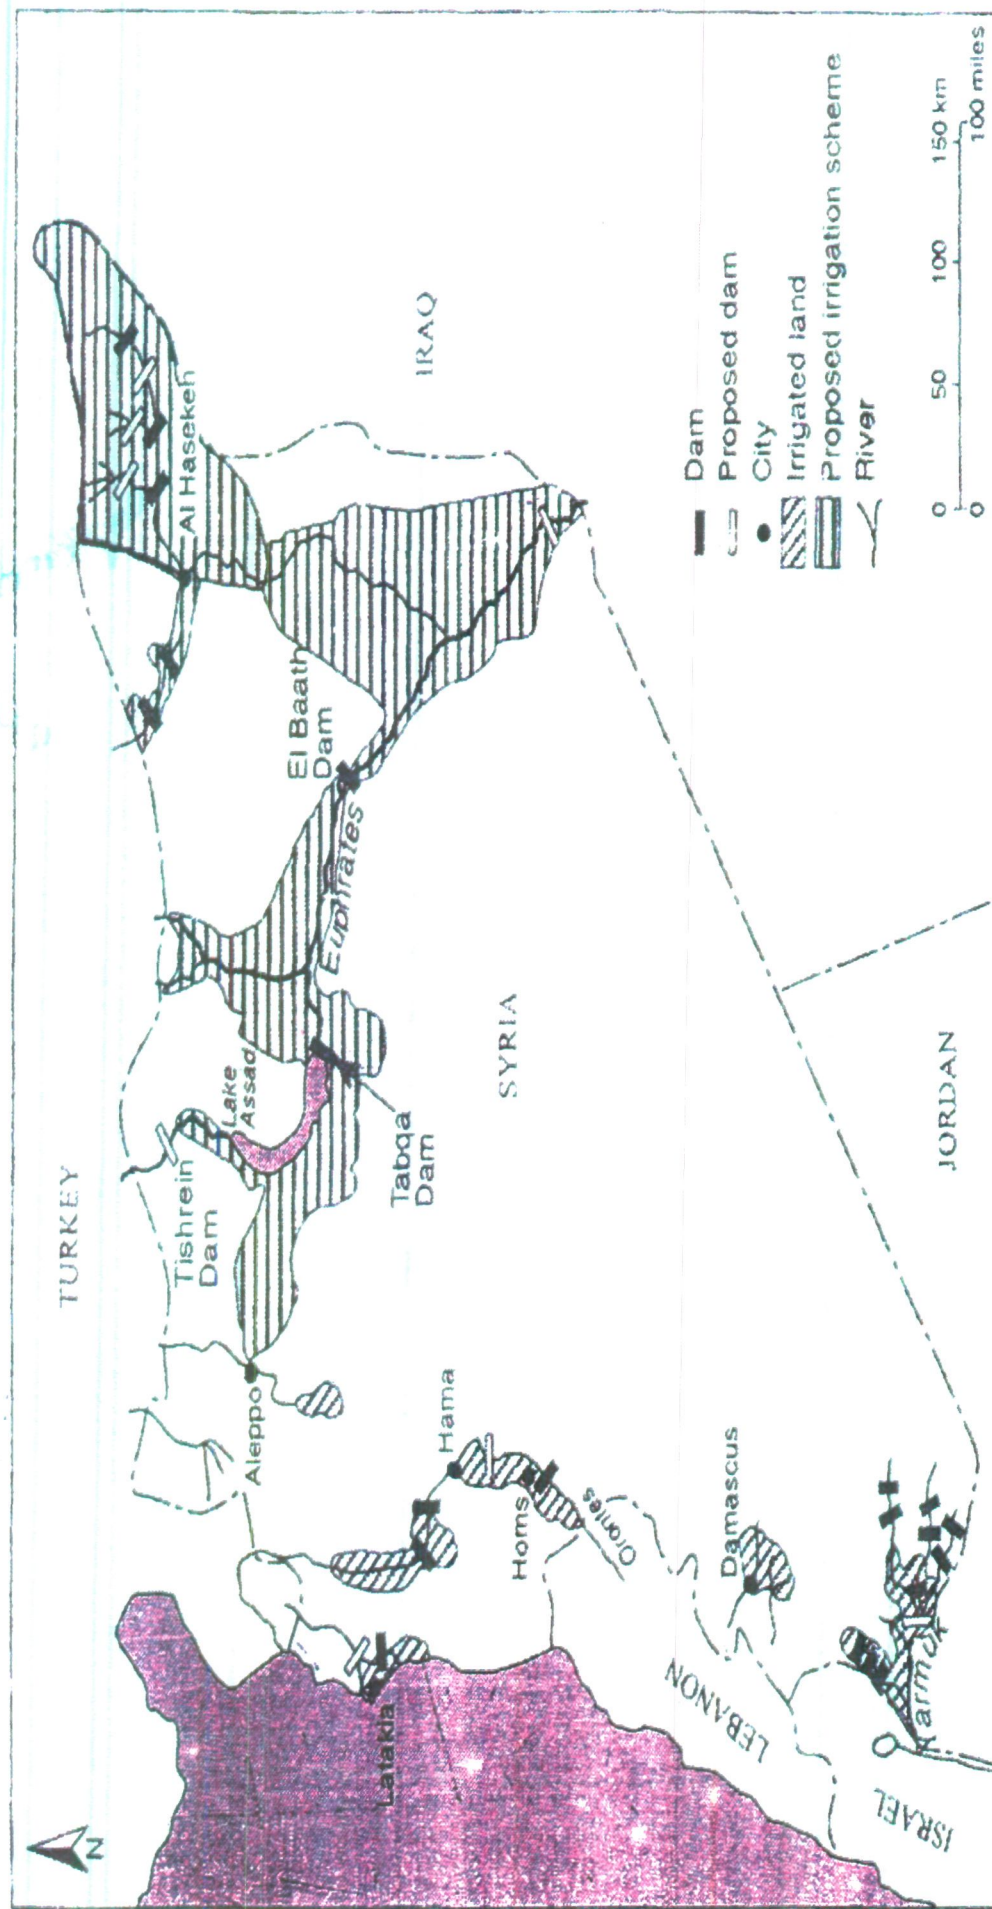 N
TURKEY
Tishrein
Dam
Lake
Assad
Al Hasekeh
Aleppo
El Baath
Dam
Euphrates
Tabqa
Dam
IRAQ
Latakia
Hama
Homs
Orontes
SYRIA
LEBANON
Damascus
ISRAEL
Yarmuk
JORDAN
Dam
Proposed dam
City
Irrigated land
Proposed irrigation scheme
River
0 50 100 150 km
0 100 miles